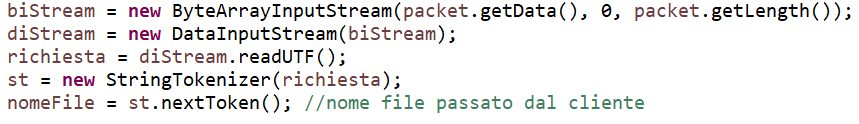 biStream = new ByteArrayInputStream(packet.getData(), 0, packet.getLength());
diStream = new DataInputStream(biStream);
richiesta = diStream.readUTF();
st = new StringTokenizer(richiesta);
nomeFile = st.nextToken(); //nome file passato dal cliente